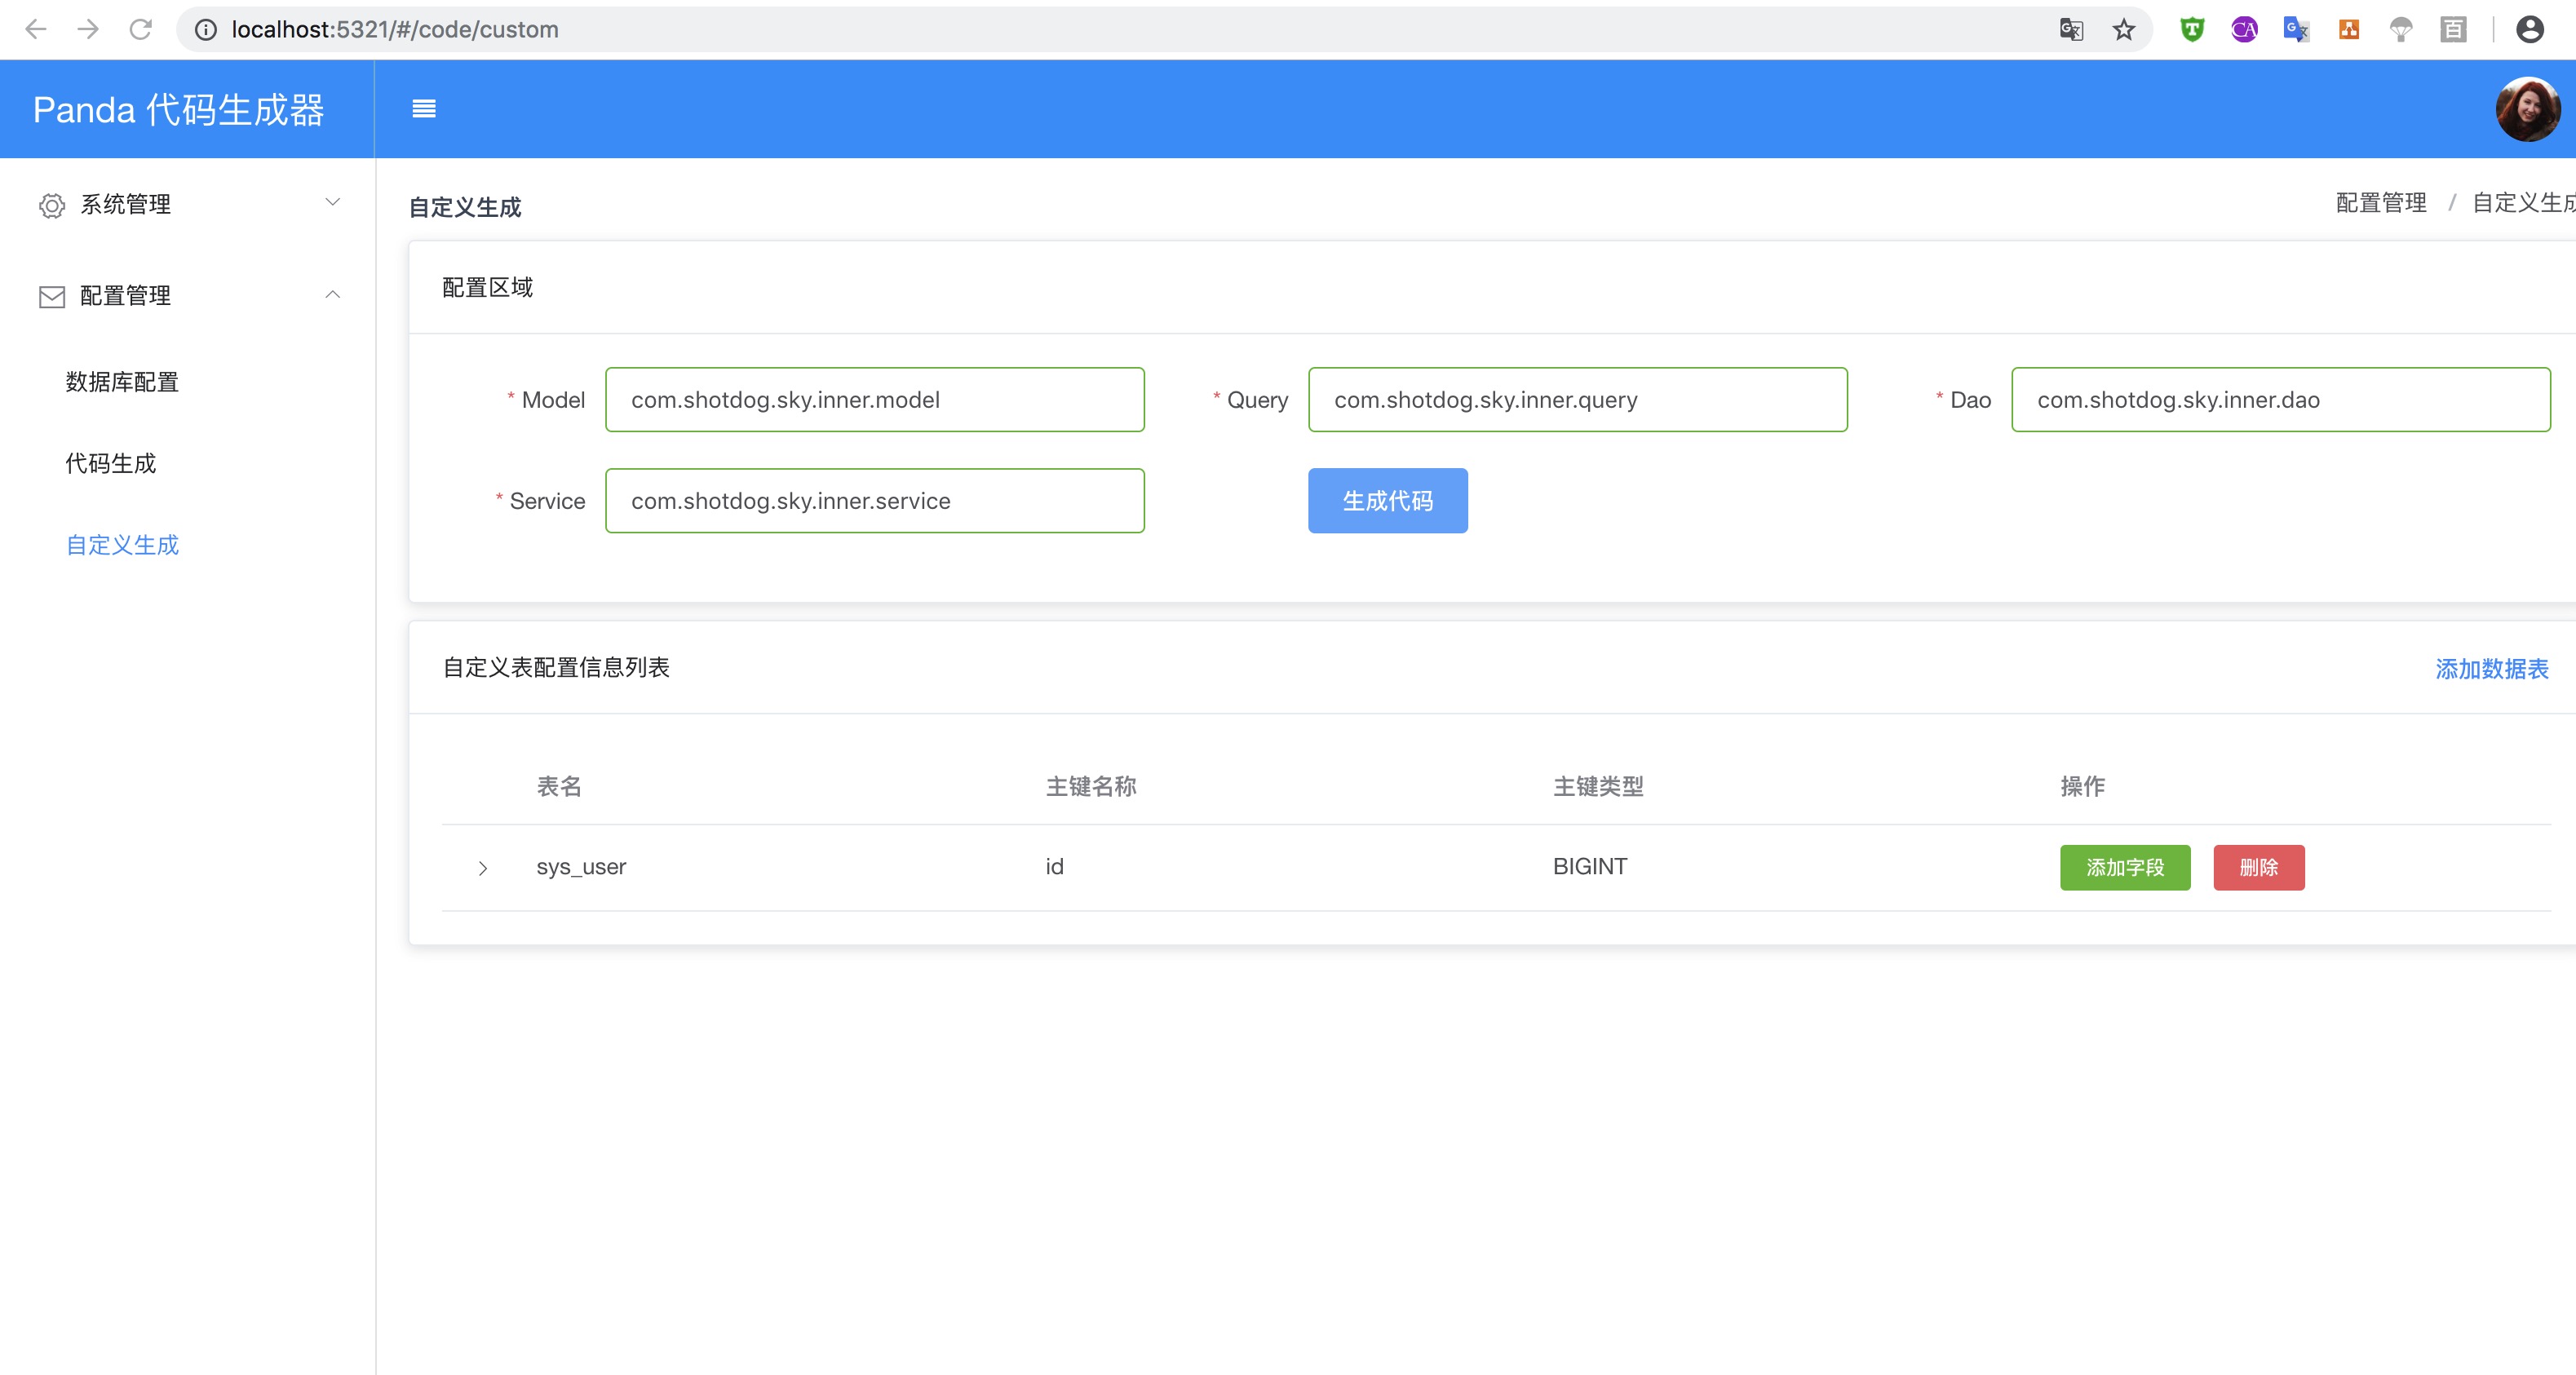 localhost:5321/#/code/custom
Panda 代码生成器
系统管理
配置管理
数据库配置
代码生成
自定义生成
自定义生成
配置管理 / 自定义生成
配置区域
* Model com.shotdog.sky.inner.model
* Query com.shotdog.sky.inner.query
* Dao com.shotdog.sky.inner.dao
* Service com.shotdog.sky.inner.service
生成代码
自定义表配置信息列表
添加数据表
表名 主键名称 主键类型 操作
sys_user id BIGINT 添加字段 删除